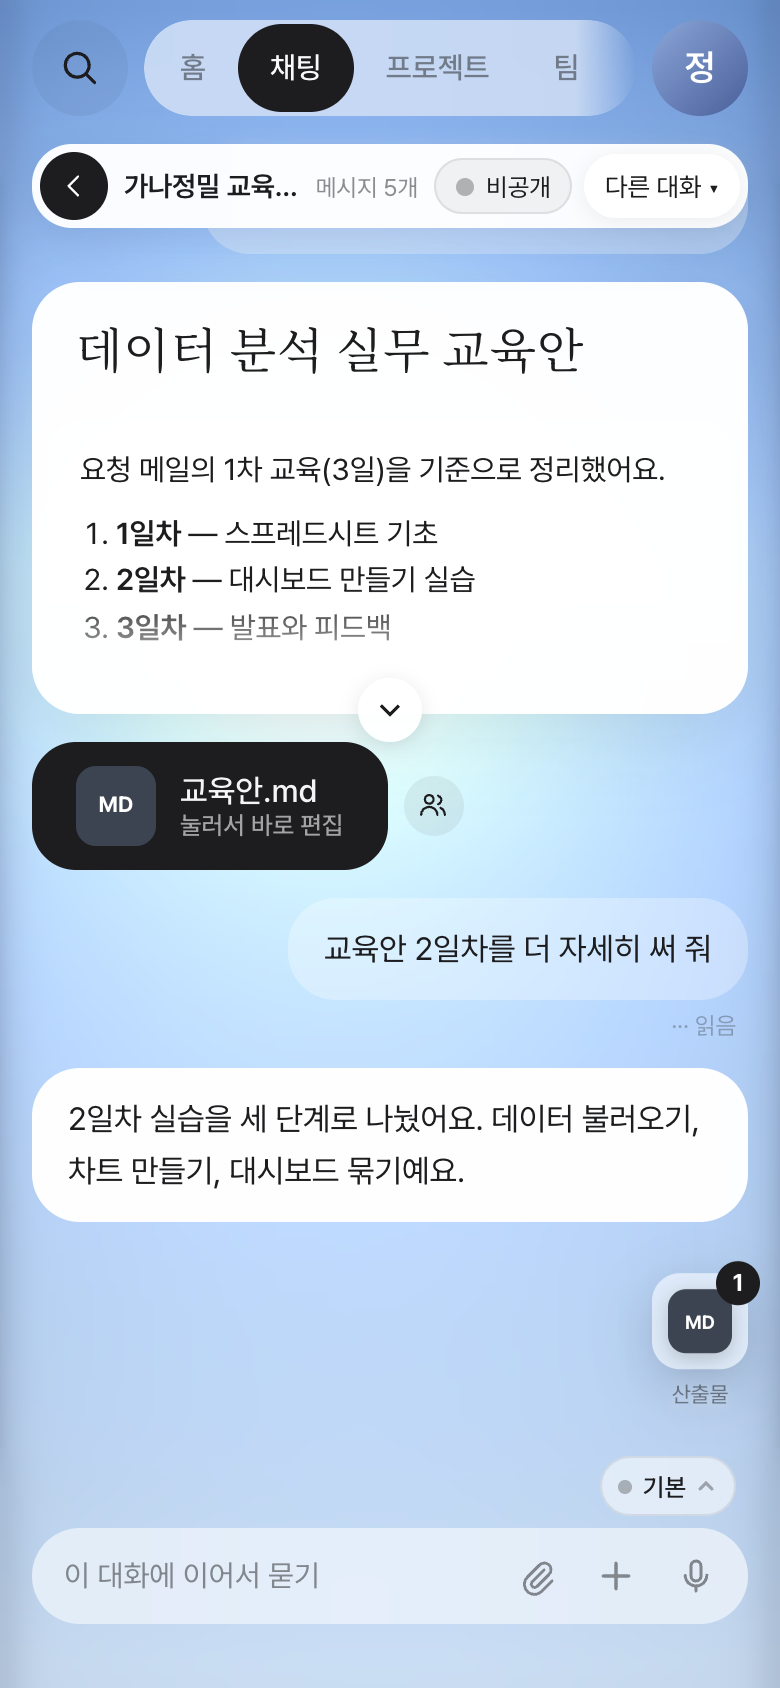 홈 채팅 프로젝트 팀 정
가나정밀 교육... 메시지 5개 비공개 다른 대화 ▾
데이터 분석 실무 교육안
요청 메일의 1차 교육(3일)을 기준으로 정리했어요.
1. 1일차 — 스프레드시트 기초
2. 2일차 — 대시보드 만들기 실습
3. 3일차 — 발표와 피드백
MD 교육안.md
눌러서 바로 편집
교육안 2일차를 더 자세히 써 줘
··· 읽음
2일차 실습을 세 단계로 나눴어요. 데이터 불러오기,
차트 만들기, 대시보드 묶기예요.
1
MD
산출물
기본
이 대화에 이어서 묻기